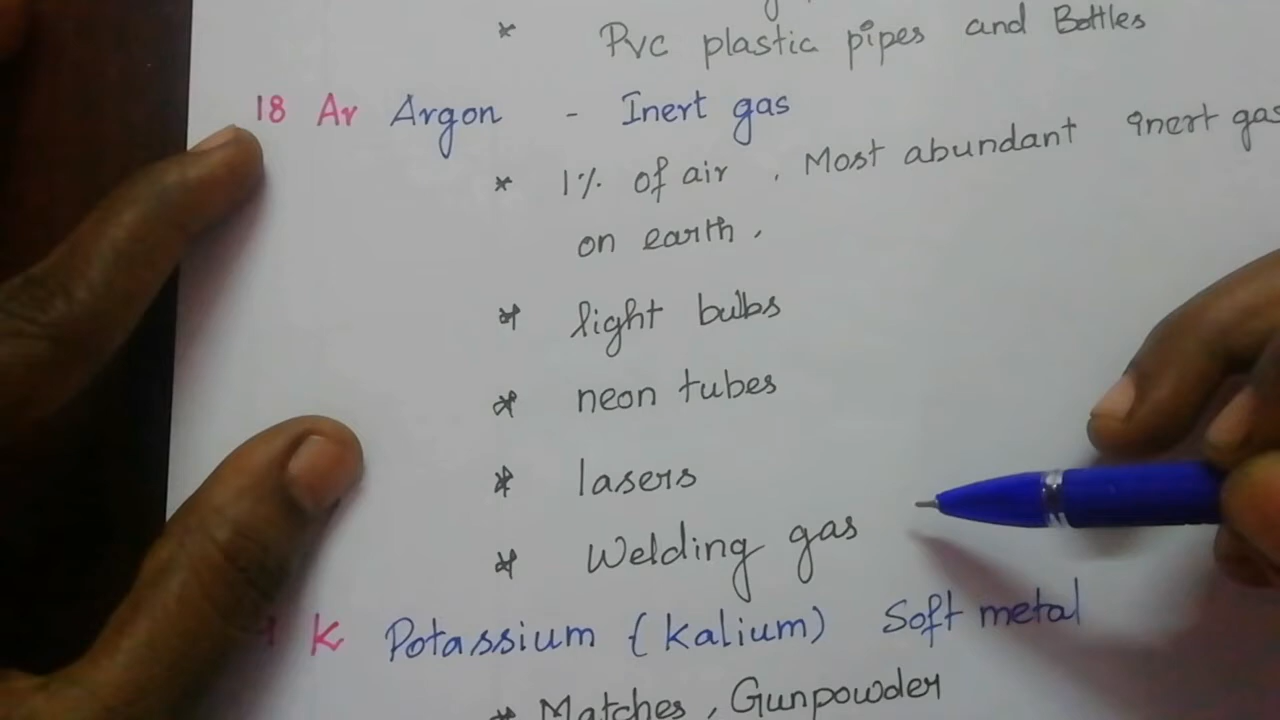 * Pvc plastic pipes and Bottles
18 Ar Argon - Inert gas
* 1% of air , Most abundant inert gas
on earth ,
* light bulbs
* neon tubes
* lasers
* Welding gas
K Potassium (Kalium) Soft metal
* Matches , Gunpowder